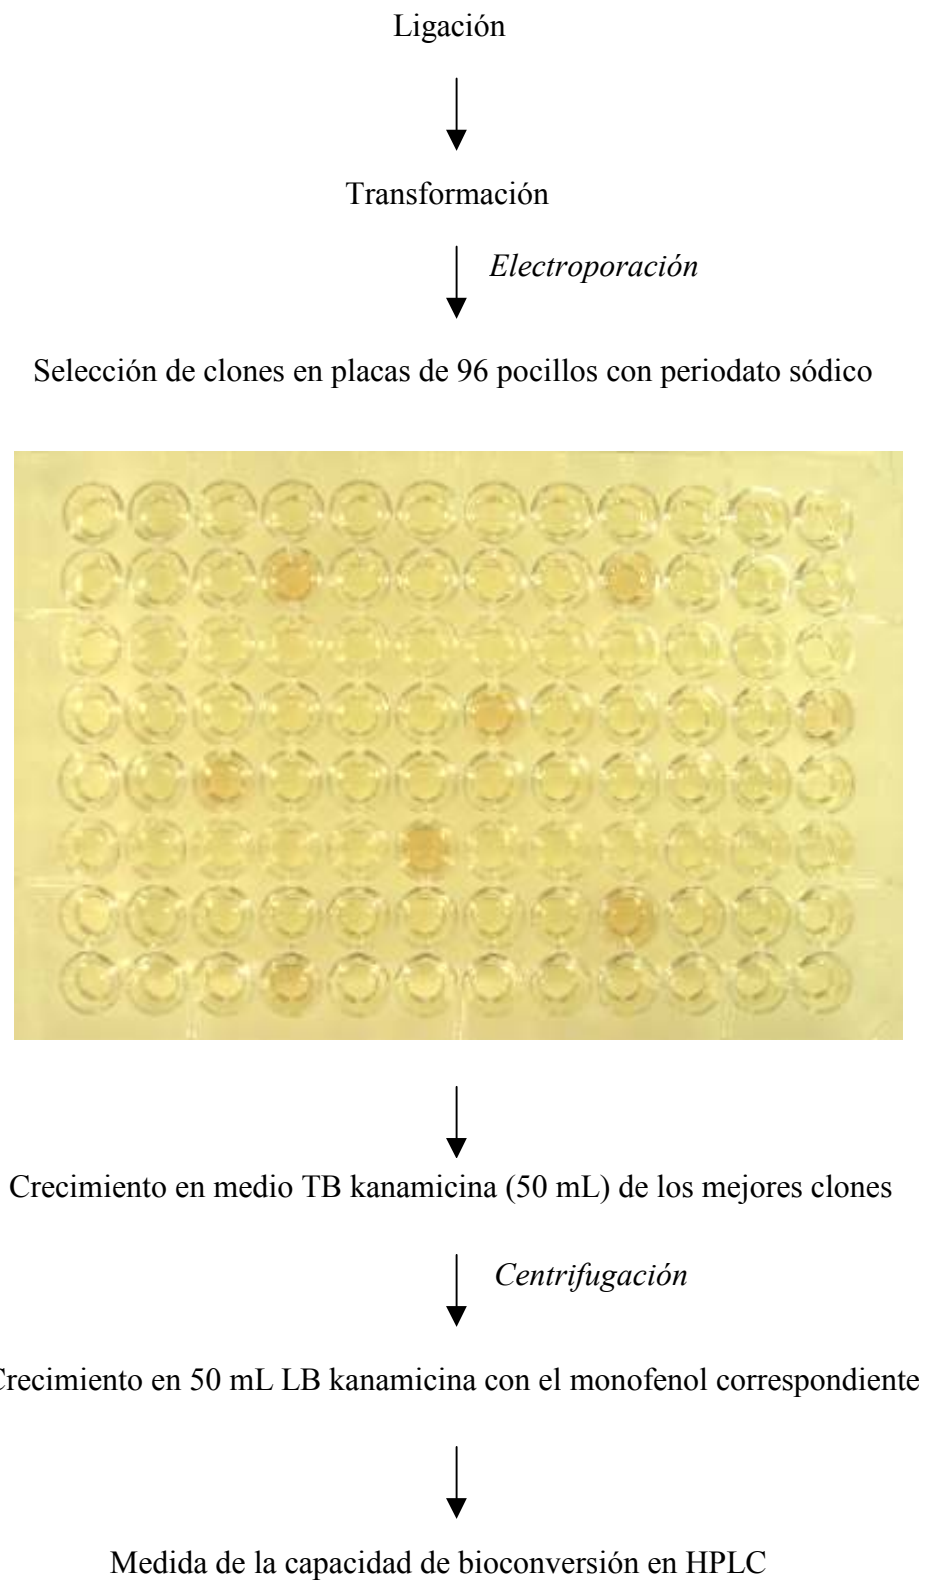 Ligación
Transformación
Electroporación
Selección de clones en placas de 96 pocillos con periodato sódico
Crecimiento en medio TB kanamicina (50 mL) de los mejores clones
Centrifugación
Crecimiento en 50 mL LB kanamicina con el monofenol correspondiente
Medida de la capacidad de bioconversión en HPLC